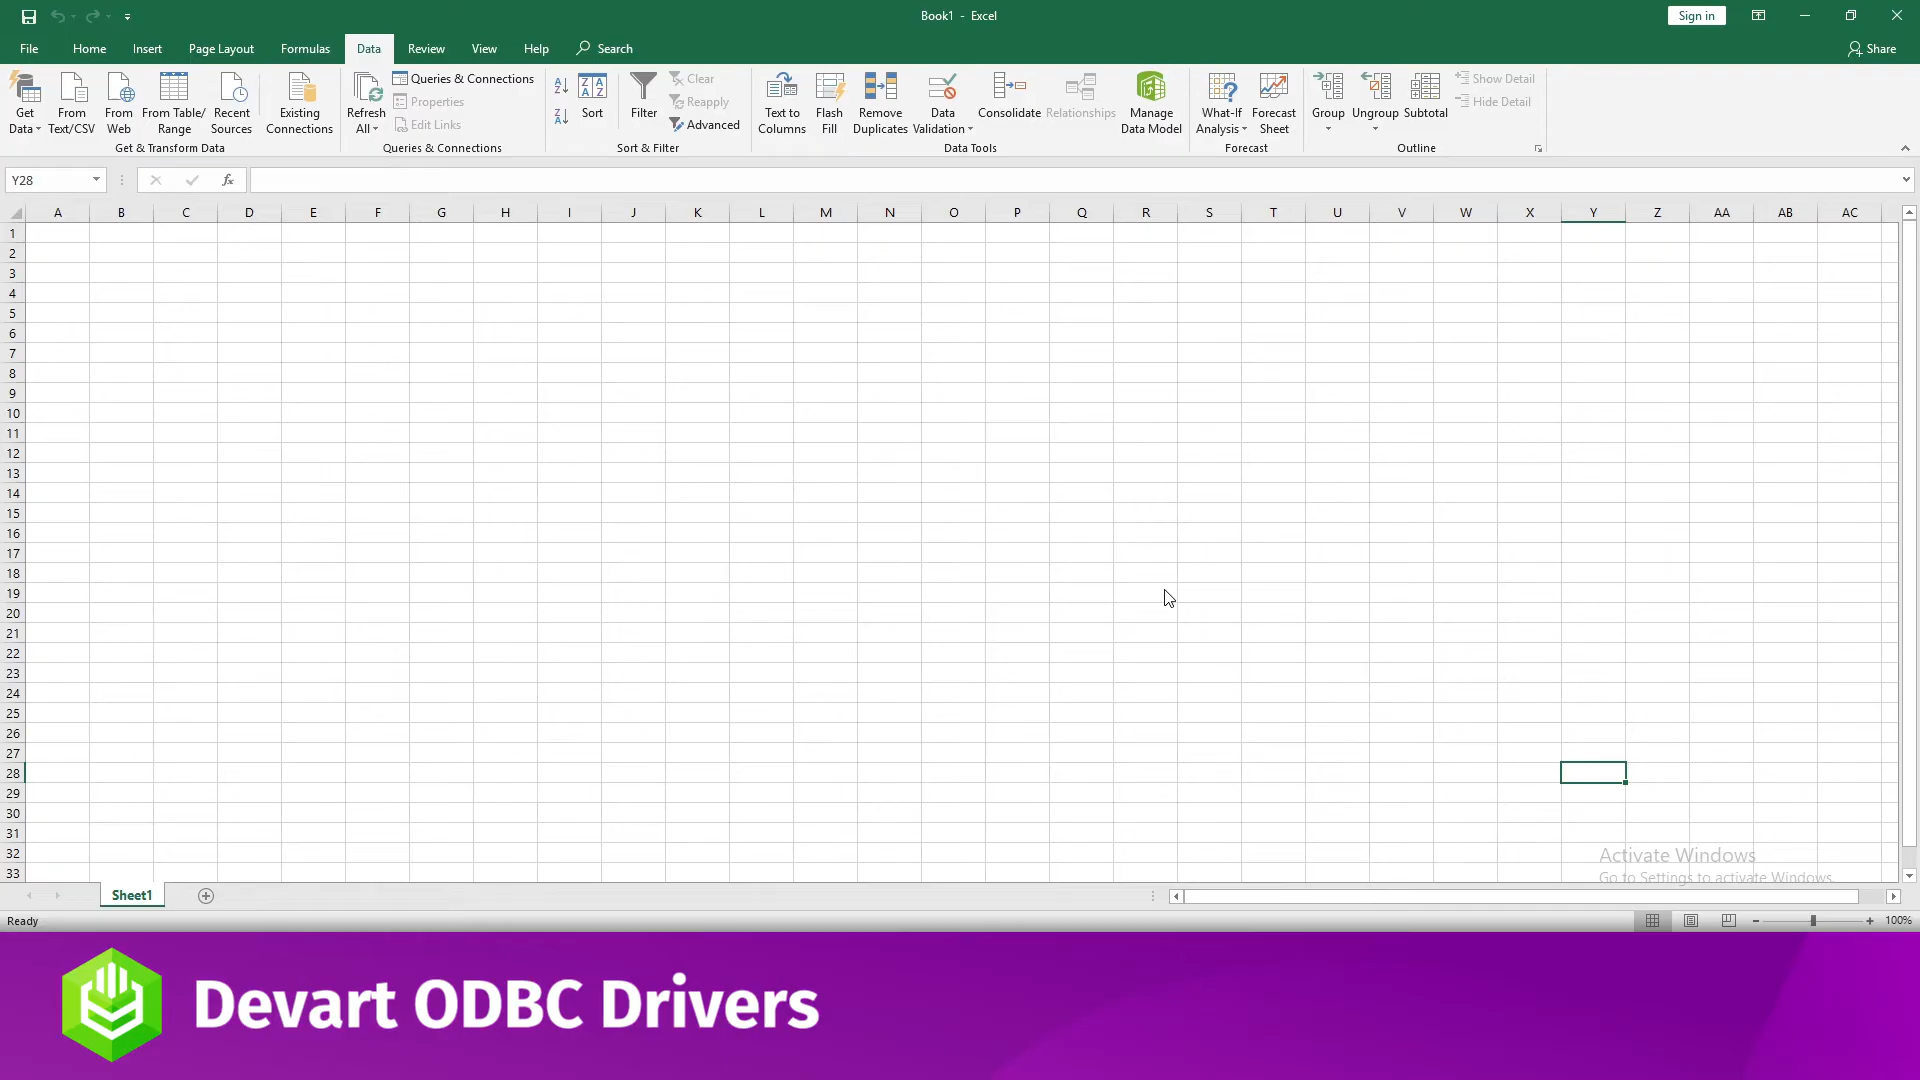 Book1 - Excel
Sign in
File Home Insert Page Layout Formulas Data Review View Help Search Share
Get Data
From Text/CSV
From Web
From Table/ Range
Recent Sources
Existing Connections
Get & Transform Data
Refresh All
Queries & Connections
Properties
Edit Links
Queries & Connections
Sort
Filter
Clear
Reapply
Advanced
Sort & Filter
Text to Columns
Flash Fill
Remove Duplicates
Data Validation
Consolidate
Relationships
Manage Data Model
Data Tools
What-If Analysis
Forecast Sheet
Forecast
Group
Ungroup
Subtotal
Show Detail
Hide Detail
Outline
Y28
fx
A B C D E F G H I J K L M N O P Q R S T U V W X Y Z AA AB AC
1
2
3
4
5
6
7
8
9
10
11
12
13
14
15
16
17
18
19
20
21
22
23
24
25
26
27
28
29
30
31
32
33
Activate Windows
Go to Settings to activate Windows.
Sheet1
Ready
100%
Devart ODBC Drivers